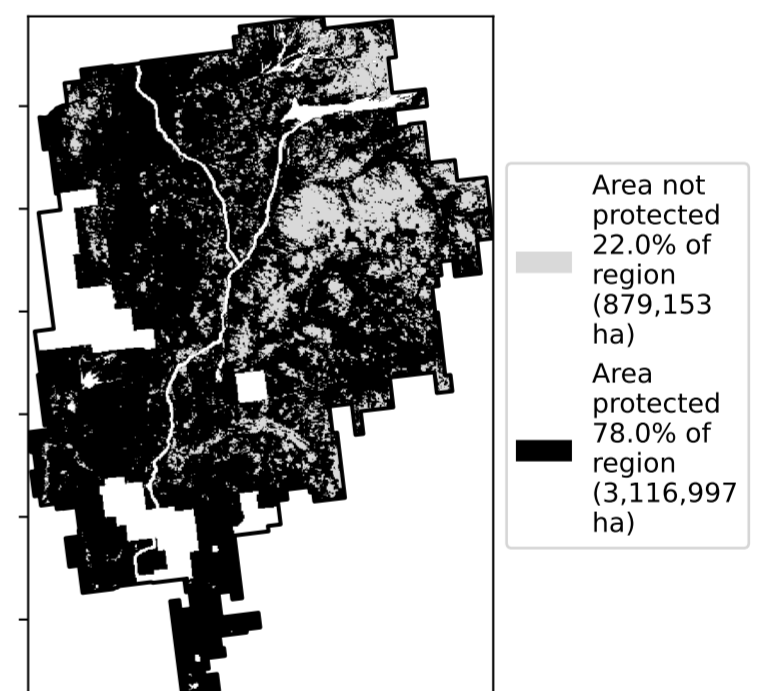 Area not
protected
22.0% of
region
(879,153
ha)
Area
protected
78.0% of
region
(3,116,997
ha)